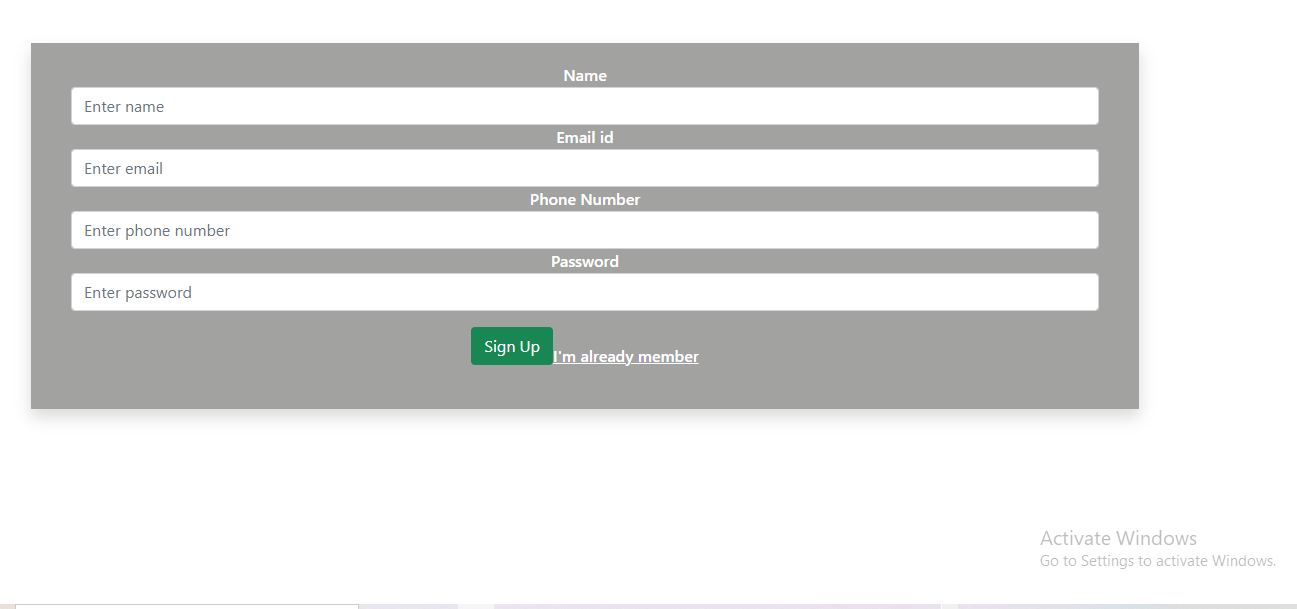 Name
Enter name
Email id
Enter email
Phone Number
Enter phone number
Password
Enter password
Sign Up I'm already member
Activate Windows
Go to Settings to activate Windows.